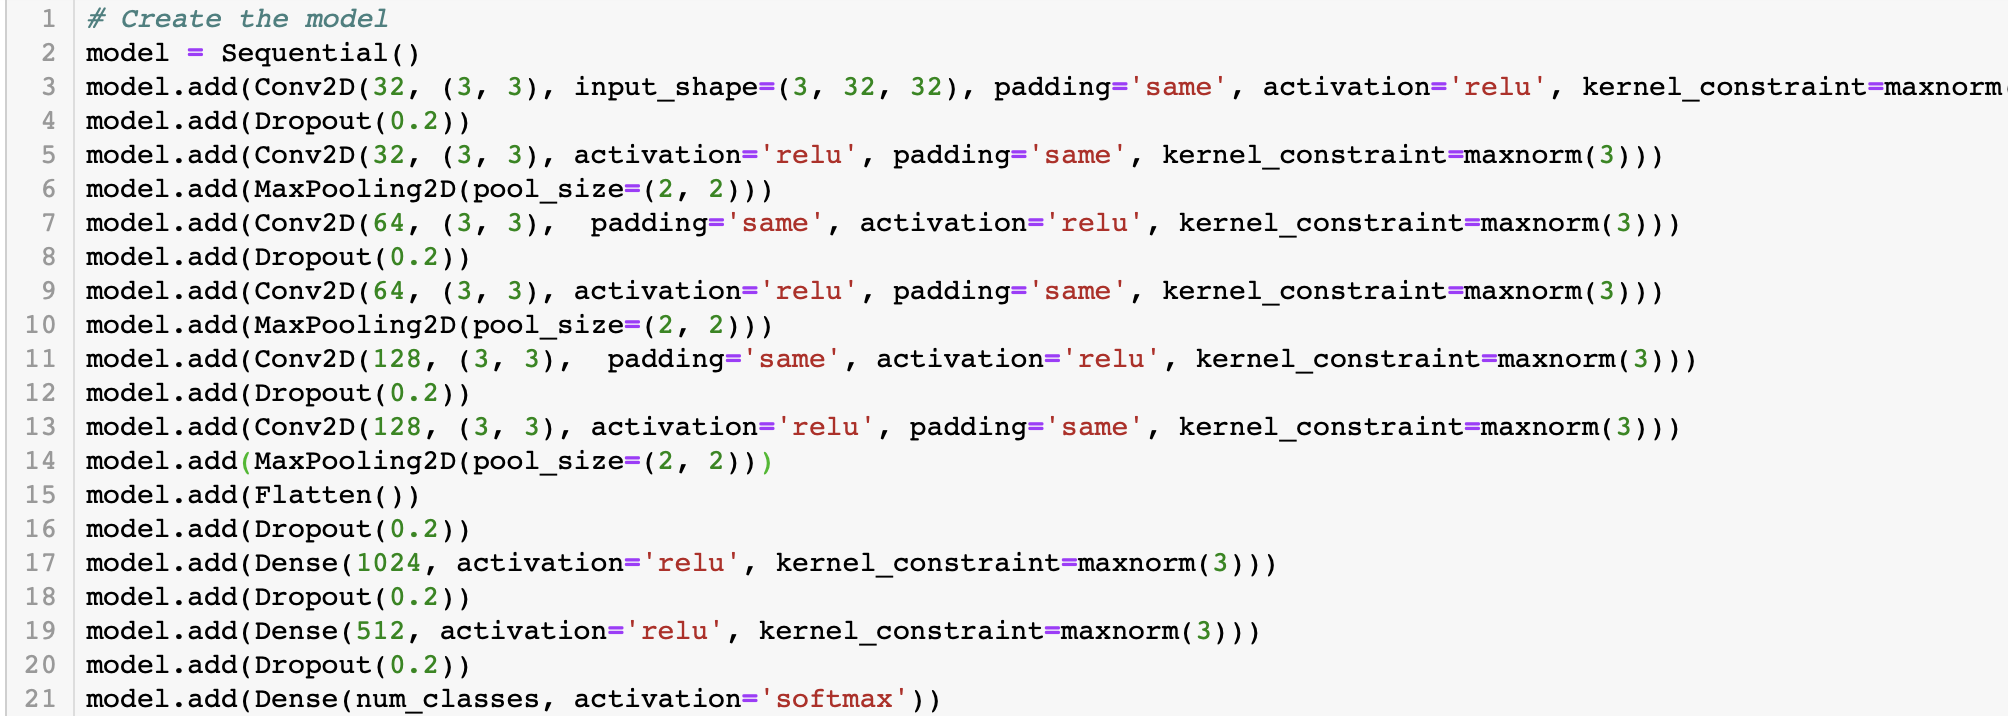 1 # Create the model
2 model = Sequential()
3 model.add(Conv2D(32, (3, 3), input_shape=(3, 32, 32), padding='same', activation='relu', kernel_constraint=maxnorm(
4 model.add(Dropout(0.2))
5 model.add(Conv2D(32, (3, 3), activation='relu', padding='same', kernel_constraint=maxnorm(3)))
6 model.add(MaxPooling2D(pool_size=(2, 2)))
7 model.add(Conv2D(64, (3, 3),  padding='same', activation='relu', kernel_constraint=maxnorm(3)))
8 model.add(Dropout(0.2))
9 model.add(Conv2D(64, (3, 3), activation='relu', padding='same', kernel_constraint=maxnorm(3)))
10 model.add(MaxPooling2D(pool_size=(2, 2)))
11 model.add(Conv2D(128, (3, 3),  padding='same', activation='relu', kernel_constraint=maxnorm(3)))
12 model.add(Dropout(0.2))
13 model.add(Conv2D(128, (3, 3), activation='relu', padding='same', kernel_constraint=maxnorm(3)))
14 model.add(MaxPooling2D(pool_size=(2, 2)))
15 model.add(Flatten())
16 model.add(Dropout(0.2))
17 model.add(Dense(1024, activation='relu', kernel_constraint=maxnorm(3)))
18 model.add(Dropout(0.2))
19 model.add(Dense(512, activation='relu', kernel_constraint=maxnorm(3)))
20 model.add(Dropout(0.2))
21 model.add(Dense(num_classes, activation='softmax'))